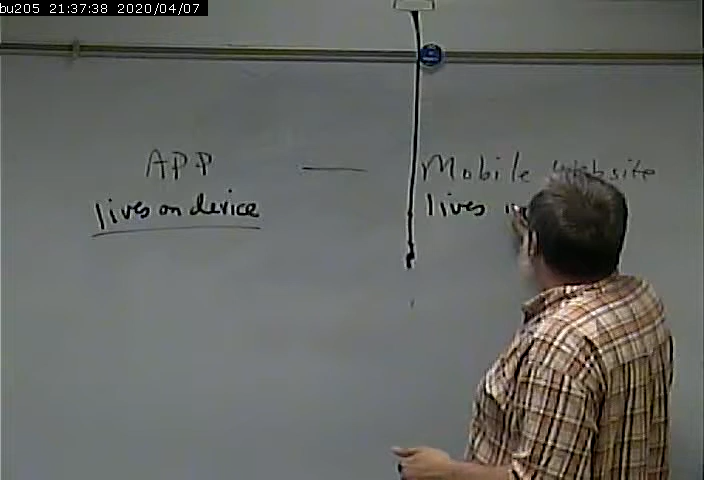 bu205 21:37:38 2020/04/07
APP — Mobile Website
lives on device lives